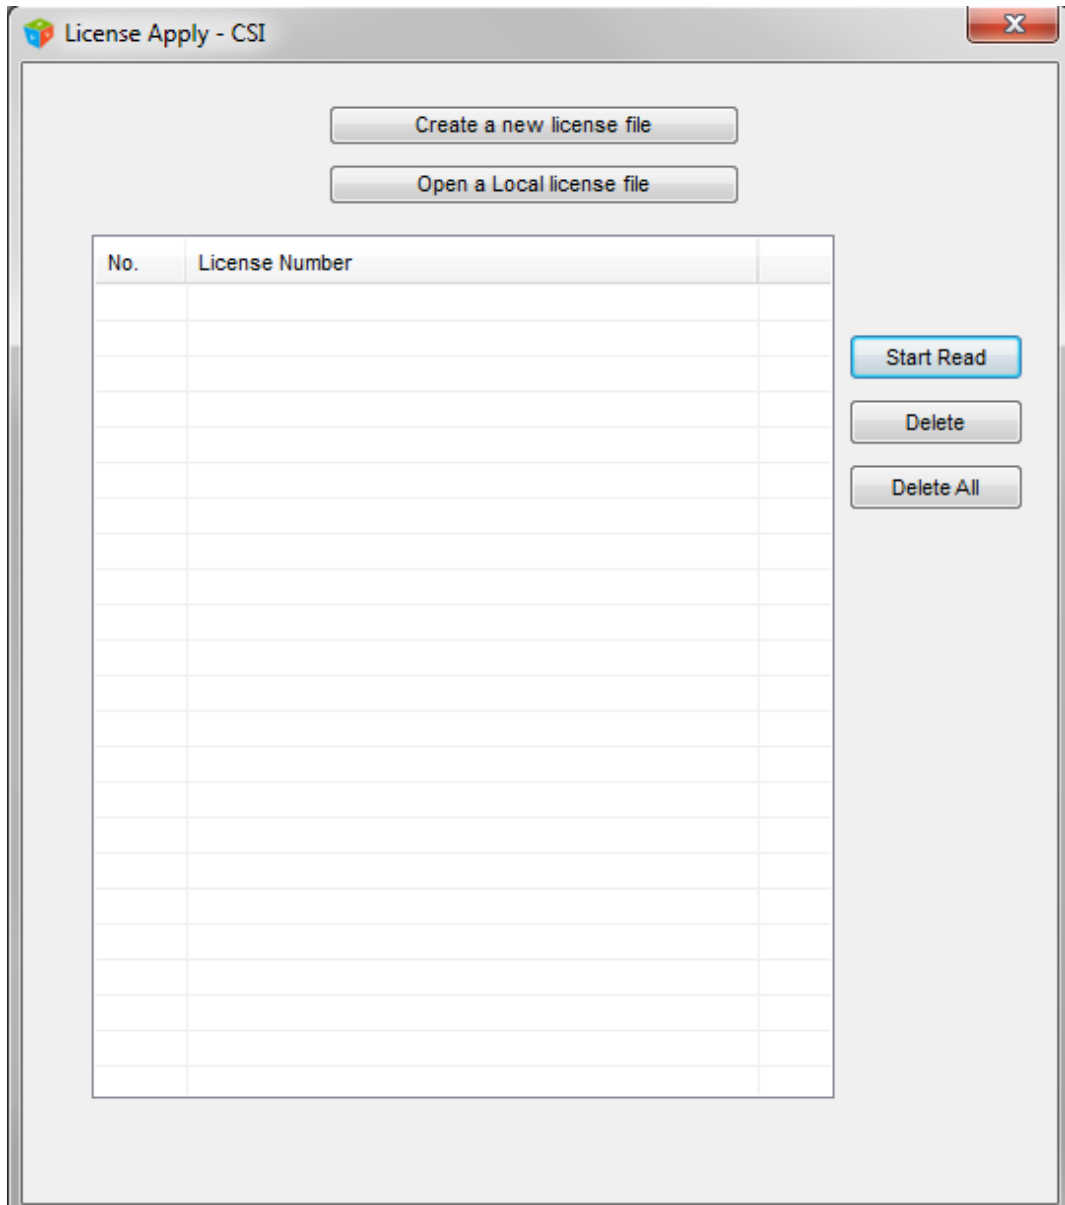 License Apply - CSI
Create a new license file
Open a Local license file
No. License Number
Start Read
Delete
Delete All